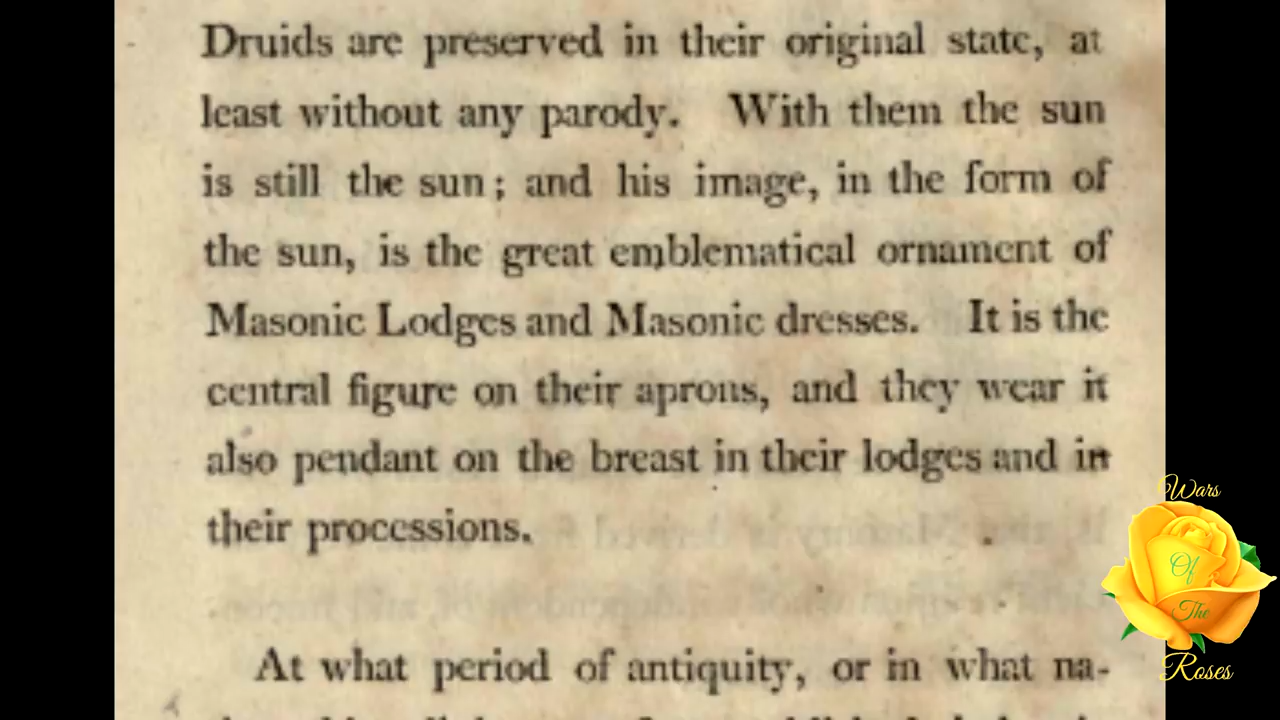 Druids are preserved in their original state, at
least without any parody. With them the sun
is still the sun; and his image, in the form of
the sun, is the great emblematical ornament of
Masonic Lodges and Masonic dresses. It is the
central figure on their aprons, and they wear it
also pendant on the breast in their lodges and in
their processions.
At what period of antiquity, or in what na-
Wars
Of
The
Roses